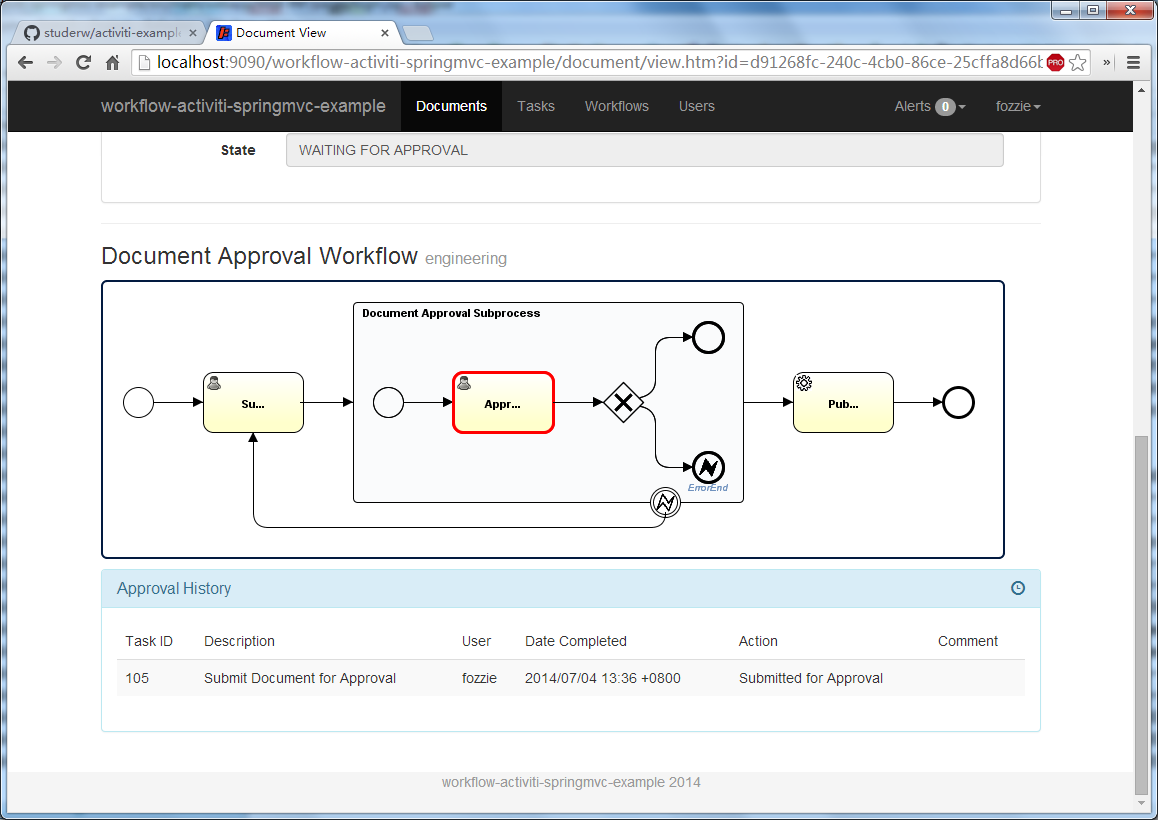 studerw/activiti-example
Document View
localhost:9090/workflow-activiti-springmvc-example/document/view.htm?id=d91268fc-240c-4cb0-86ce-25cffa8d66b
PRO
»
workflow-activiti-springmvc-example Documents Tasks Workflows Users Alerts 0 fozzie
State WAITING FOR APPROVAL
Document Approval Workflow engineering
Document Approval Subprocess
Su... Appr... Pub...
ErrorEnd
Approval History
Task ID Description User Date Completed Action Comment
105 Submit Document for Approval fozzie 2014/07/04 13:36 +0800 Submitted for Approval
workflow-activiti-springmvc-example 2014